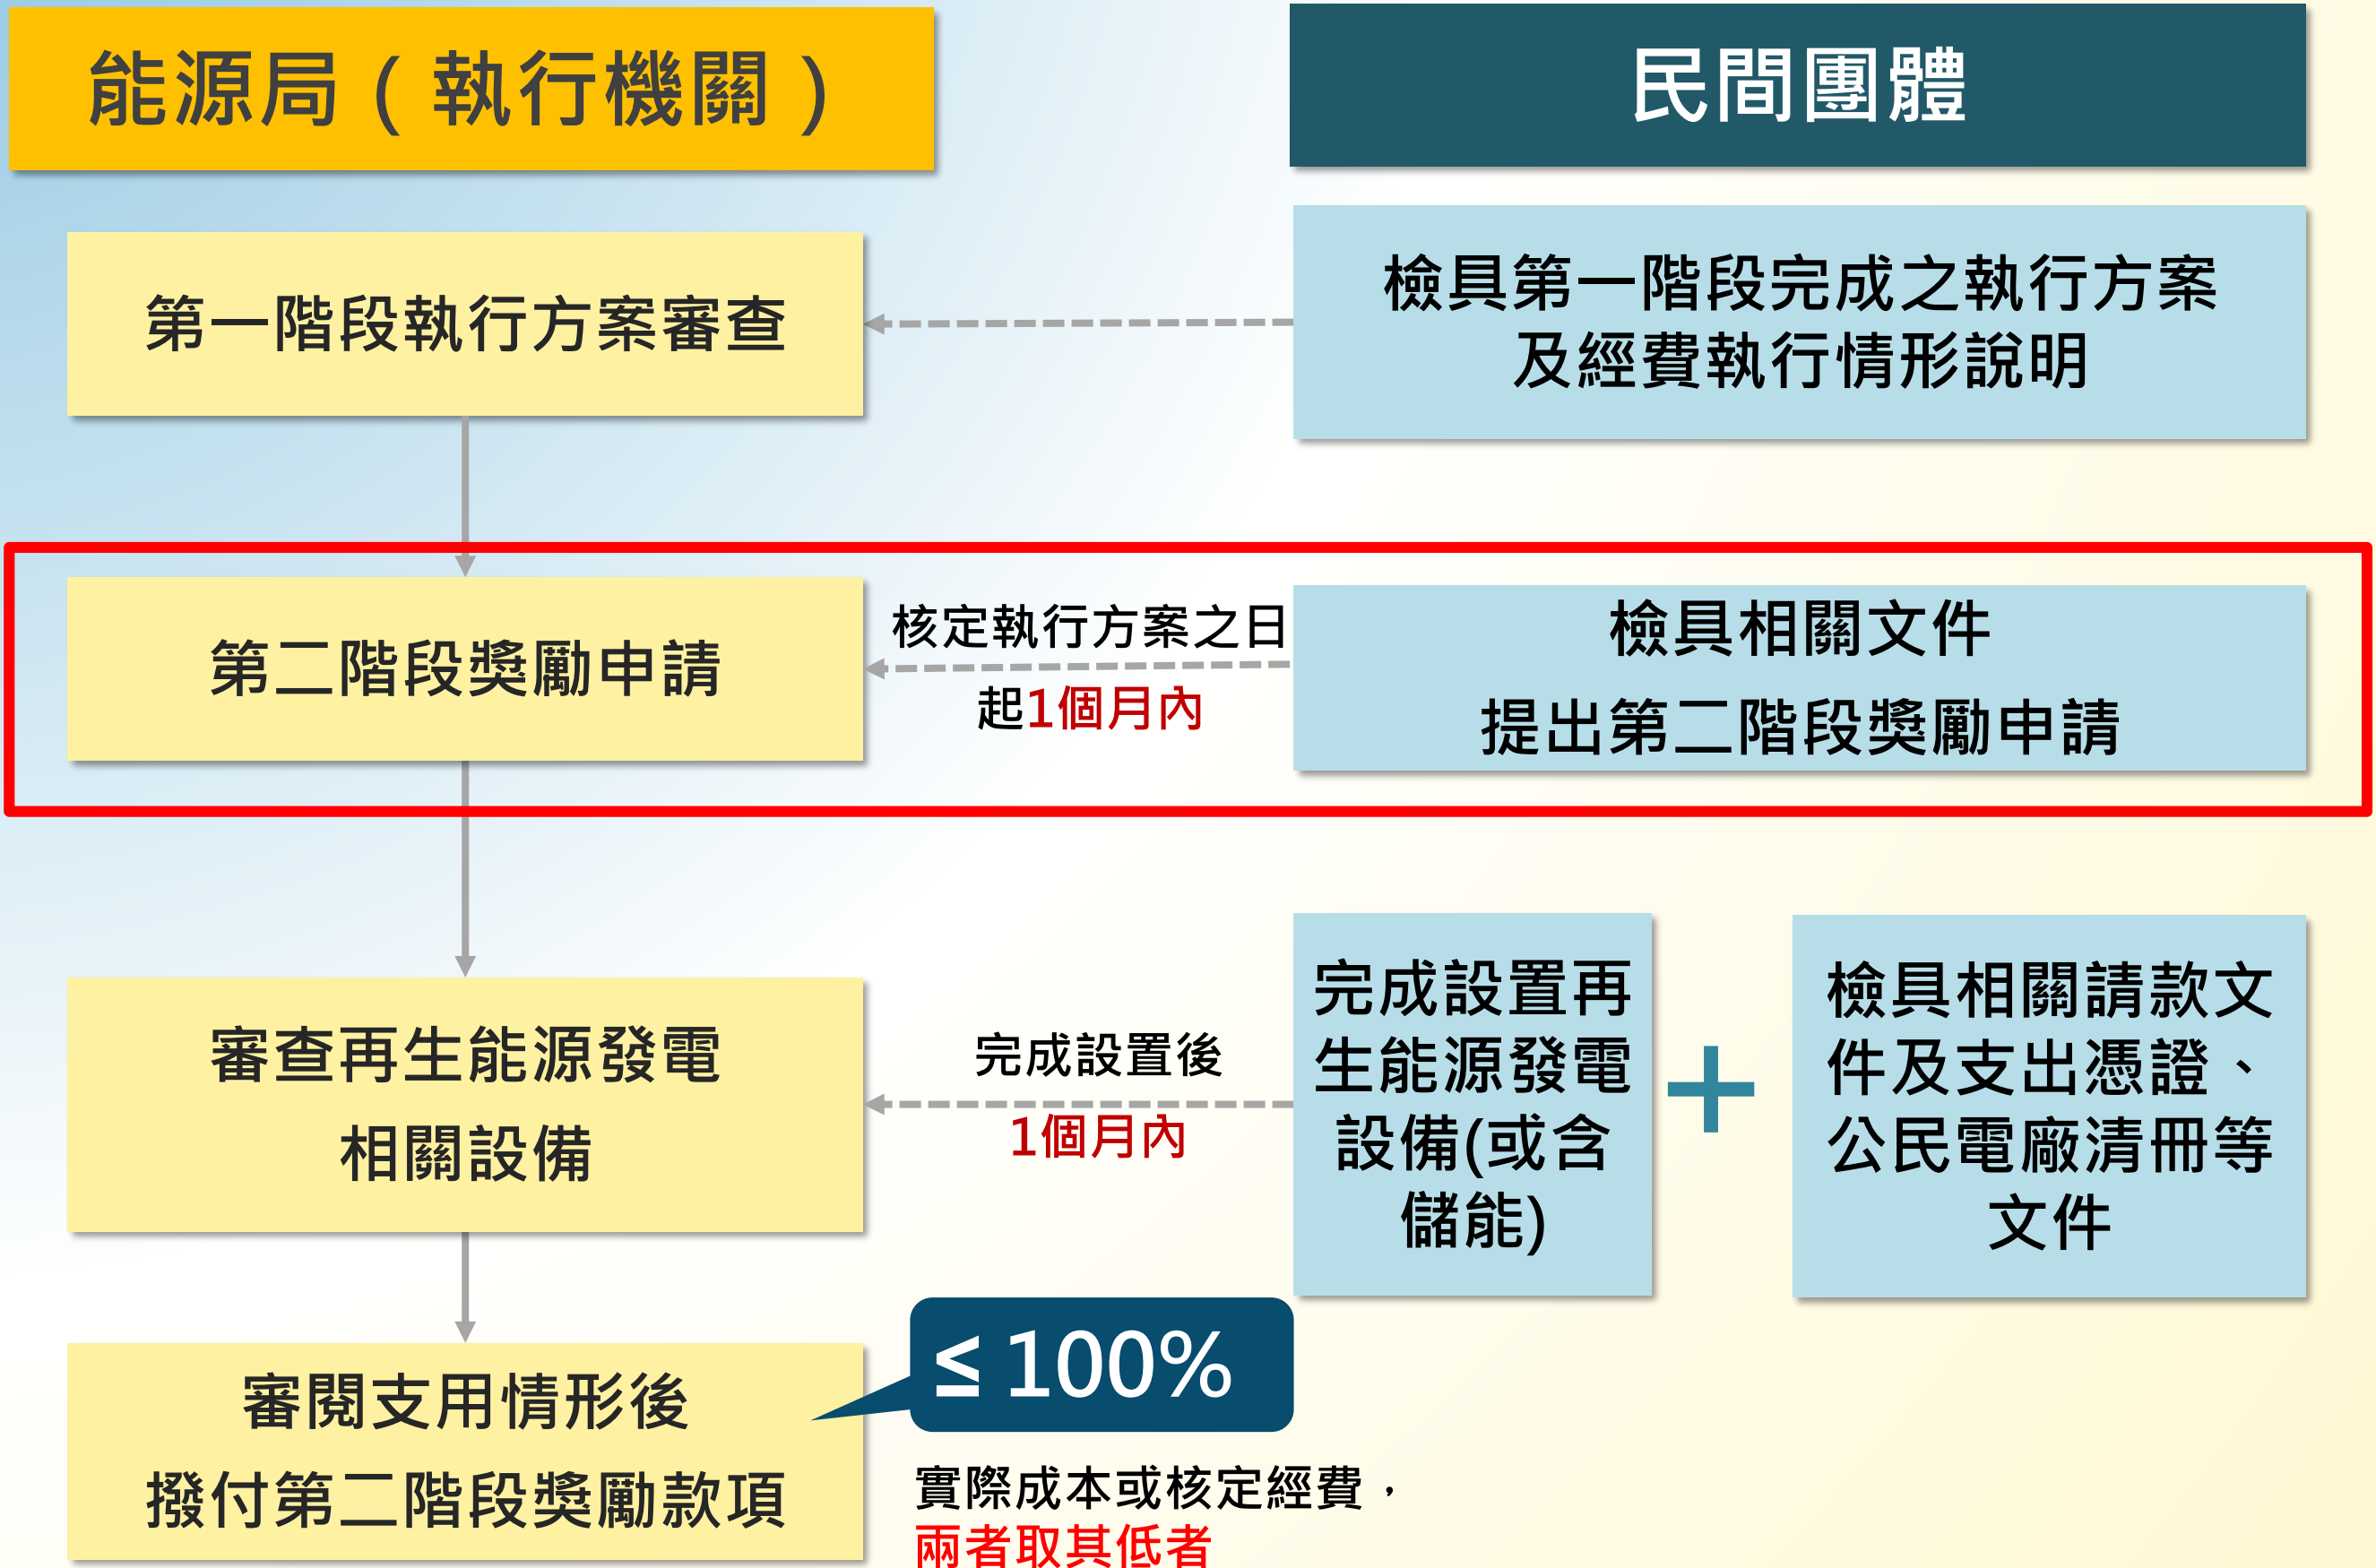 能源局(執行機關)
民間團體
第一階段執行方案審查
檢具第一階段完成之執行方案
及經費執行情形說明
第二階段獎勵申請
核定執行方案之日
起1個月內
檢具相關文件
提出第二階段獎勵申請
審查再生能源發電
相關設備
完成設置後
1個月內
完成設置再
生能源發電
設備(或含
儲能)
+
檢具相關請款文
件及支出憑證、
公民電廠清冊等
文件
審閱支用情形後
撥付第二階段獎勵款項
≤ 100%
實際成本或核定經費，
兩者取其低者